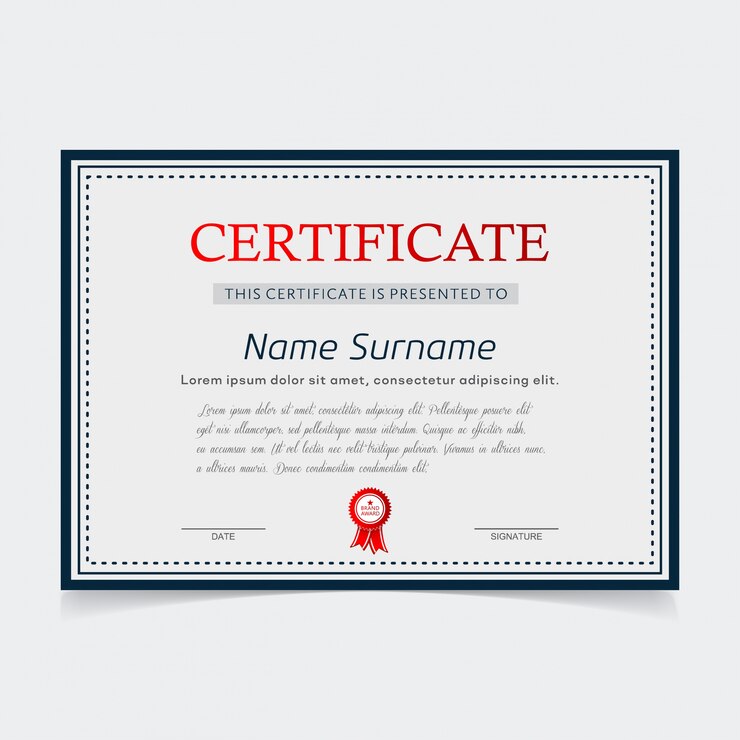 CERTIFICATE
THIS CERTIFICATE IS PRESENTED TO
Name Surname
Lorem ipsum dolor sit amet, consectetur adipiscing elit.
Lorem ipsum dolor sit amet, consectetur adipiscing elit. Pellentesque posuere elit
eget nibh ullamcorper, sed pellentesque massa interdum. Quisque ac efficitur nibh,
eu accumsan sem. Ut vel lectus nec velit tristique pulvinar. Vivamus in ultrices nunc,
a ultrices mauris. Donec condimentum condimentum elit.
BRAND
AWARD
DATE
SIGNATURE